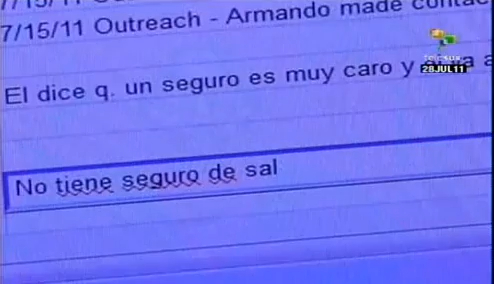 7/15/11 Outreach - Armando made
El dice q. un seguro es muy caro y
28JUL11
No tiene seguro de sal